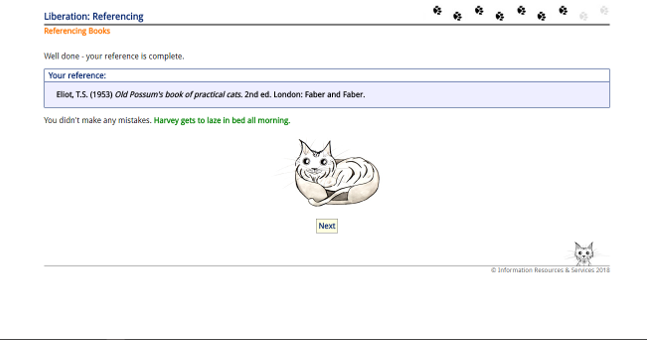 Liberation: Referencing
Referencing Books
Well done - your reference is complete.
Your reference:
Eliot, T.S. (1953) Old Possum's book of practical cats. 2nd ed. London: Faber and Faber.
You didn't make any mistakes. Harvey gets to laze in bed all morning.
Next
© Information Resources & Services 2018